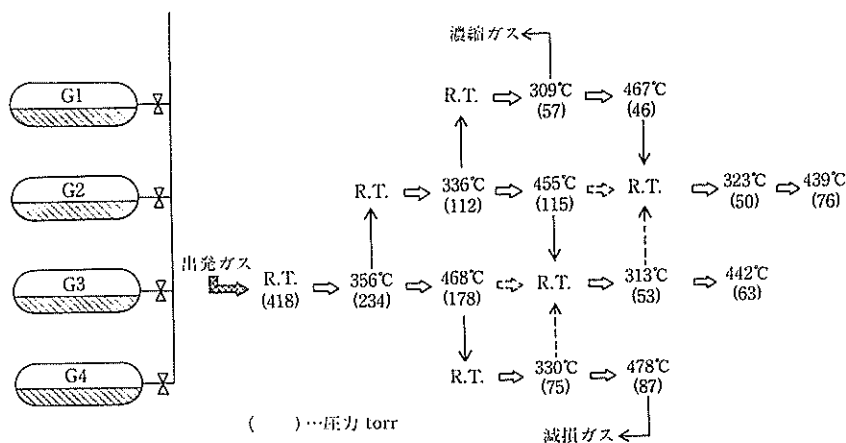 濃縮ガス
G1
R.T.
309℃
(57)
467℃
(46)
G2
R.T.
336℃
(112)
455℃
(115)
R.T.
323℃
(50)
439℃
(76)
出発ガス
G3
R.T.
(418)
356℃
(234)
468℃
(178)
R.T.
313℃
(53)
442℃
(63)
G4
R.T.
330℃
(75)
478℃
(87)
(　　)…圧力 torr
減損ガス